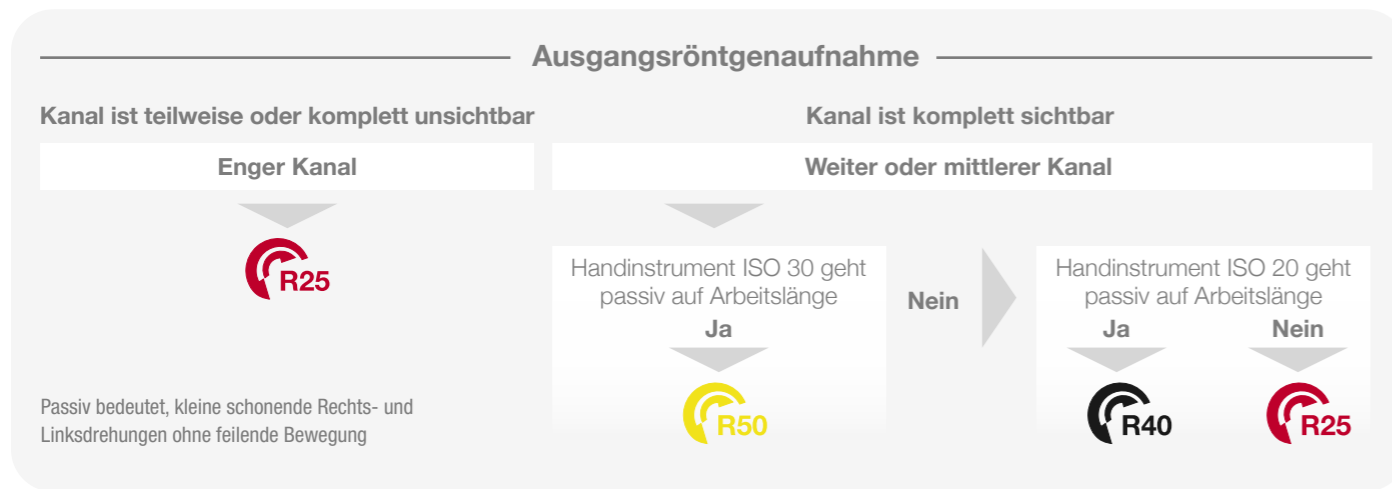 Ausgangsröntgenaufnahme
Kanal ist teilweise oder komplett unsichtbar
Enger Kanal
R25
Passiv bedeutet, kleine schonende Rechts- und
Linksdrehungen ohne feilende Bewegung
Kanal ist komplett sichtbar
Weiter oder mittlerer Kanal
Handinstrument ISO 30 geht
passiv auf Arbeitslänge
Ja
R50
Nein
Handinstrument ISO 20 geht
passiv auf Arbeitslänge
Ja
Nein
R40
R25